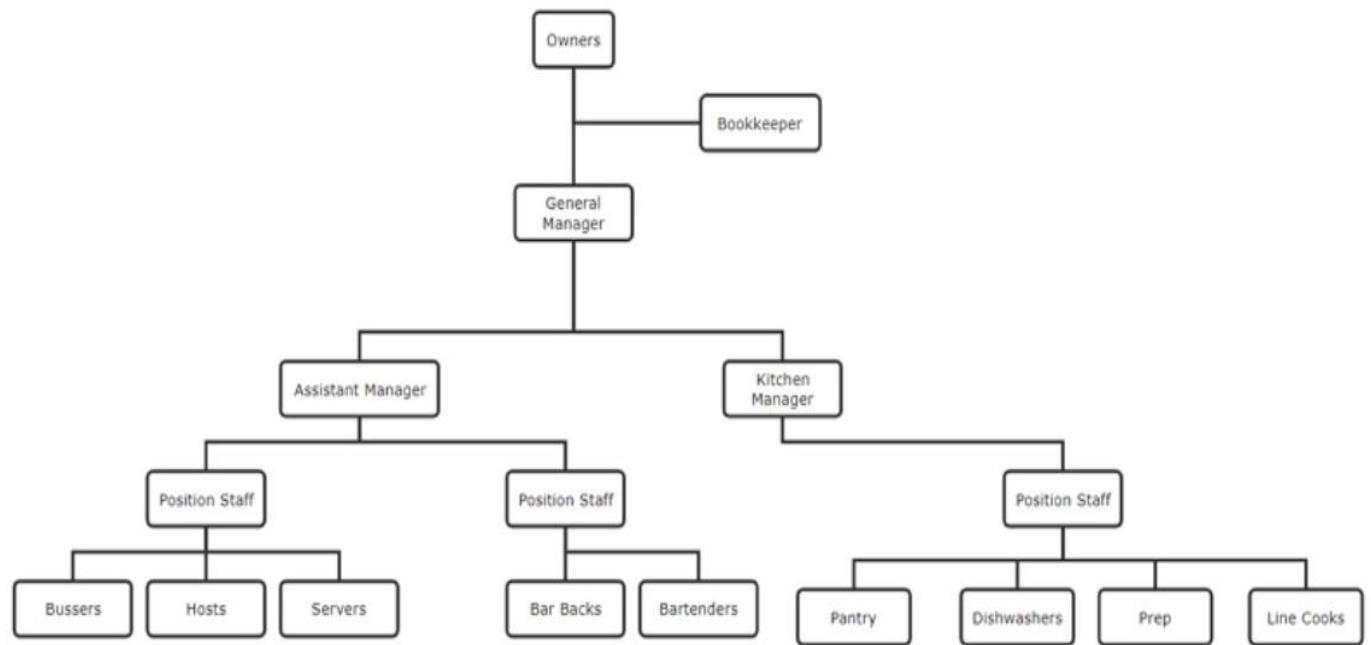 Owners
Bookkeeper
General
Manager
Assistant Manager
Kitchen
Manager
Position Staff
Position Staff
Position Staff
Bussers
Hosts
Servers
Bar Backs
Bartenders
Pantry
Dishwashers
Prep
Line Cooks